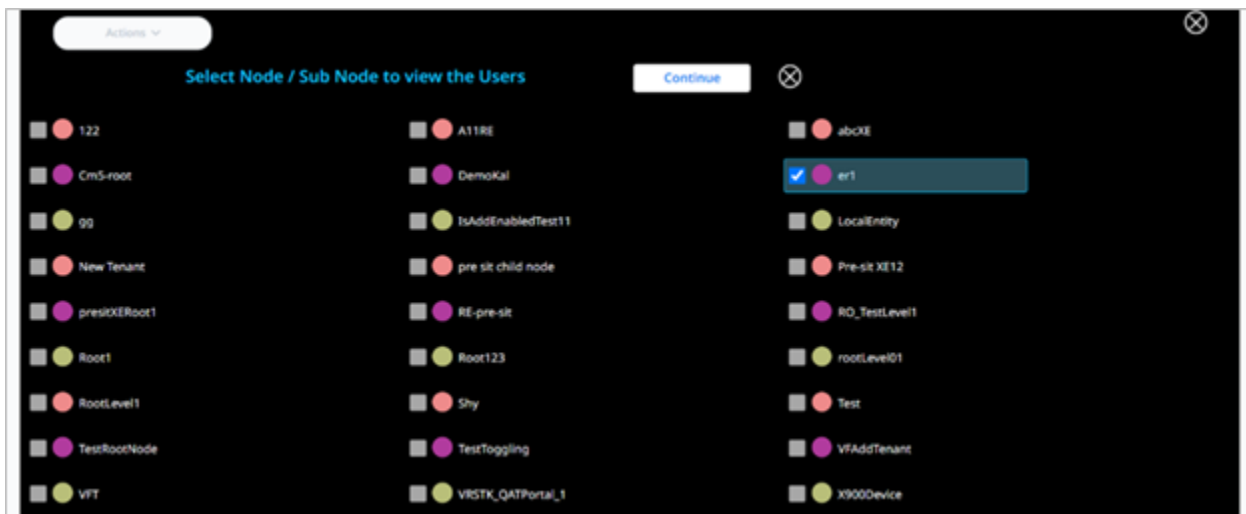 Actions
Select Node / Sub Node to view the Users
Continue
122
A11RE
abcXE
Cm5-root
DemoKal
er1
gg
IsAddEnabledTest11
LocalEntity
New Tenant
pre sit child node
Pre-sit XE12
presitXERoot1
RE-pre-sit
RO_TestLevel1
Root1
Root123
rootLevel01
RootLevel1
Shy
Test
TestRootNode
TestToggling
VFAddTenant
VFT
VRSTK_QATPortal_1
X900Device